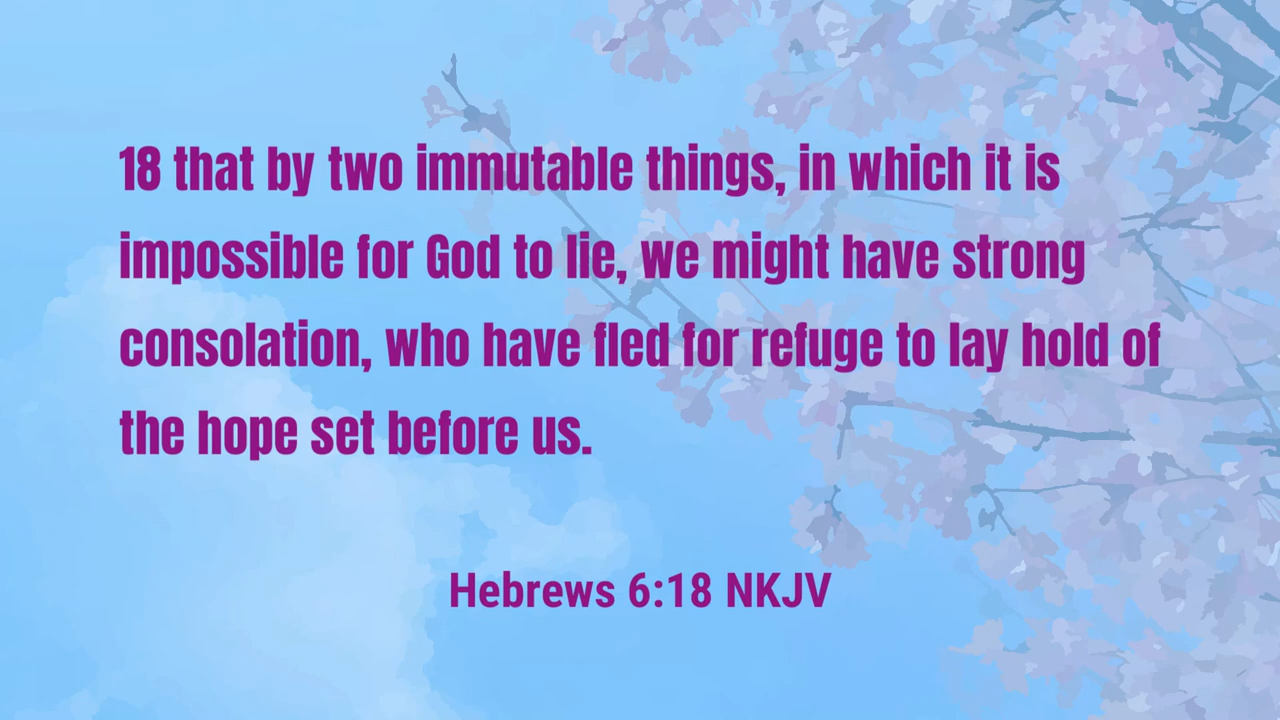 18 that by two immutable things, in which it is
impossible for God to lie, we might have strong
consolation, who have fled for refuge to lay hold of
the hope set before us.
Hebrews 6:18 NKJV